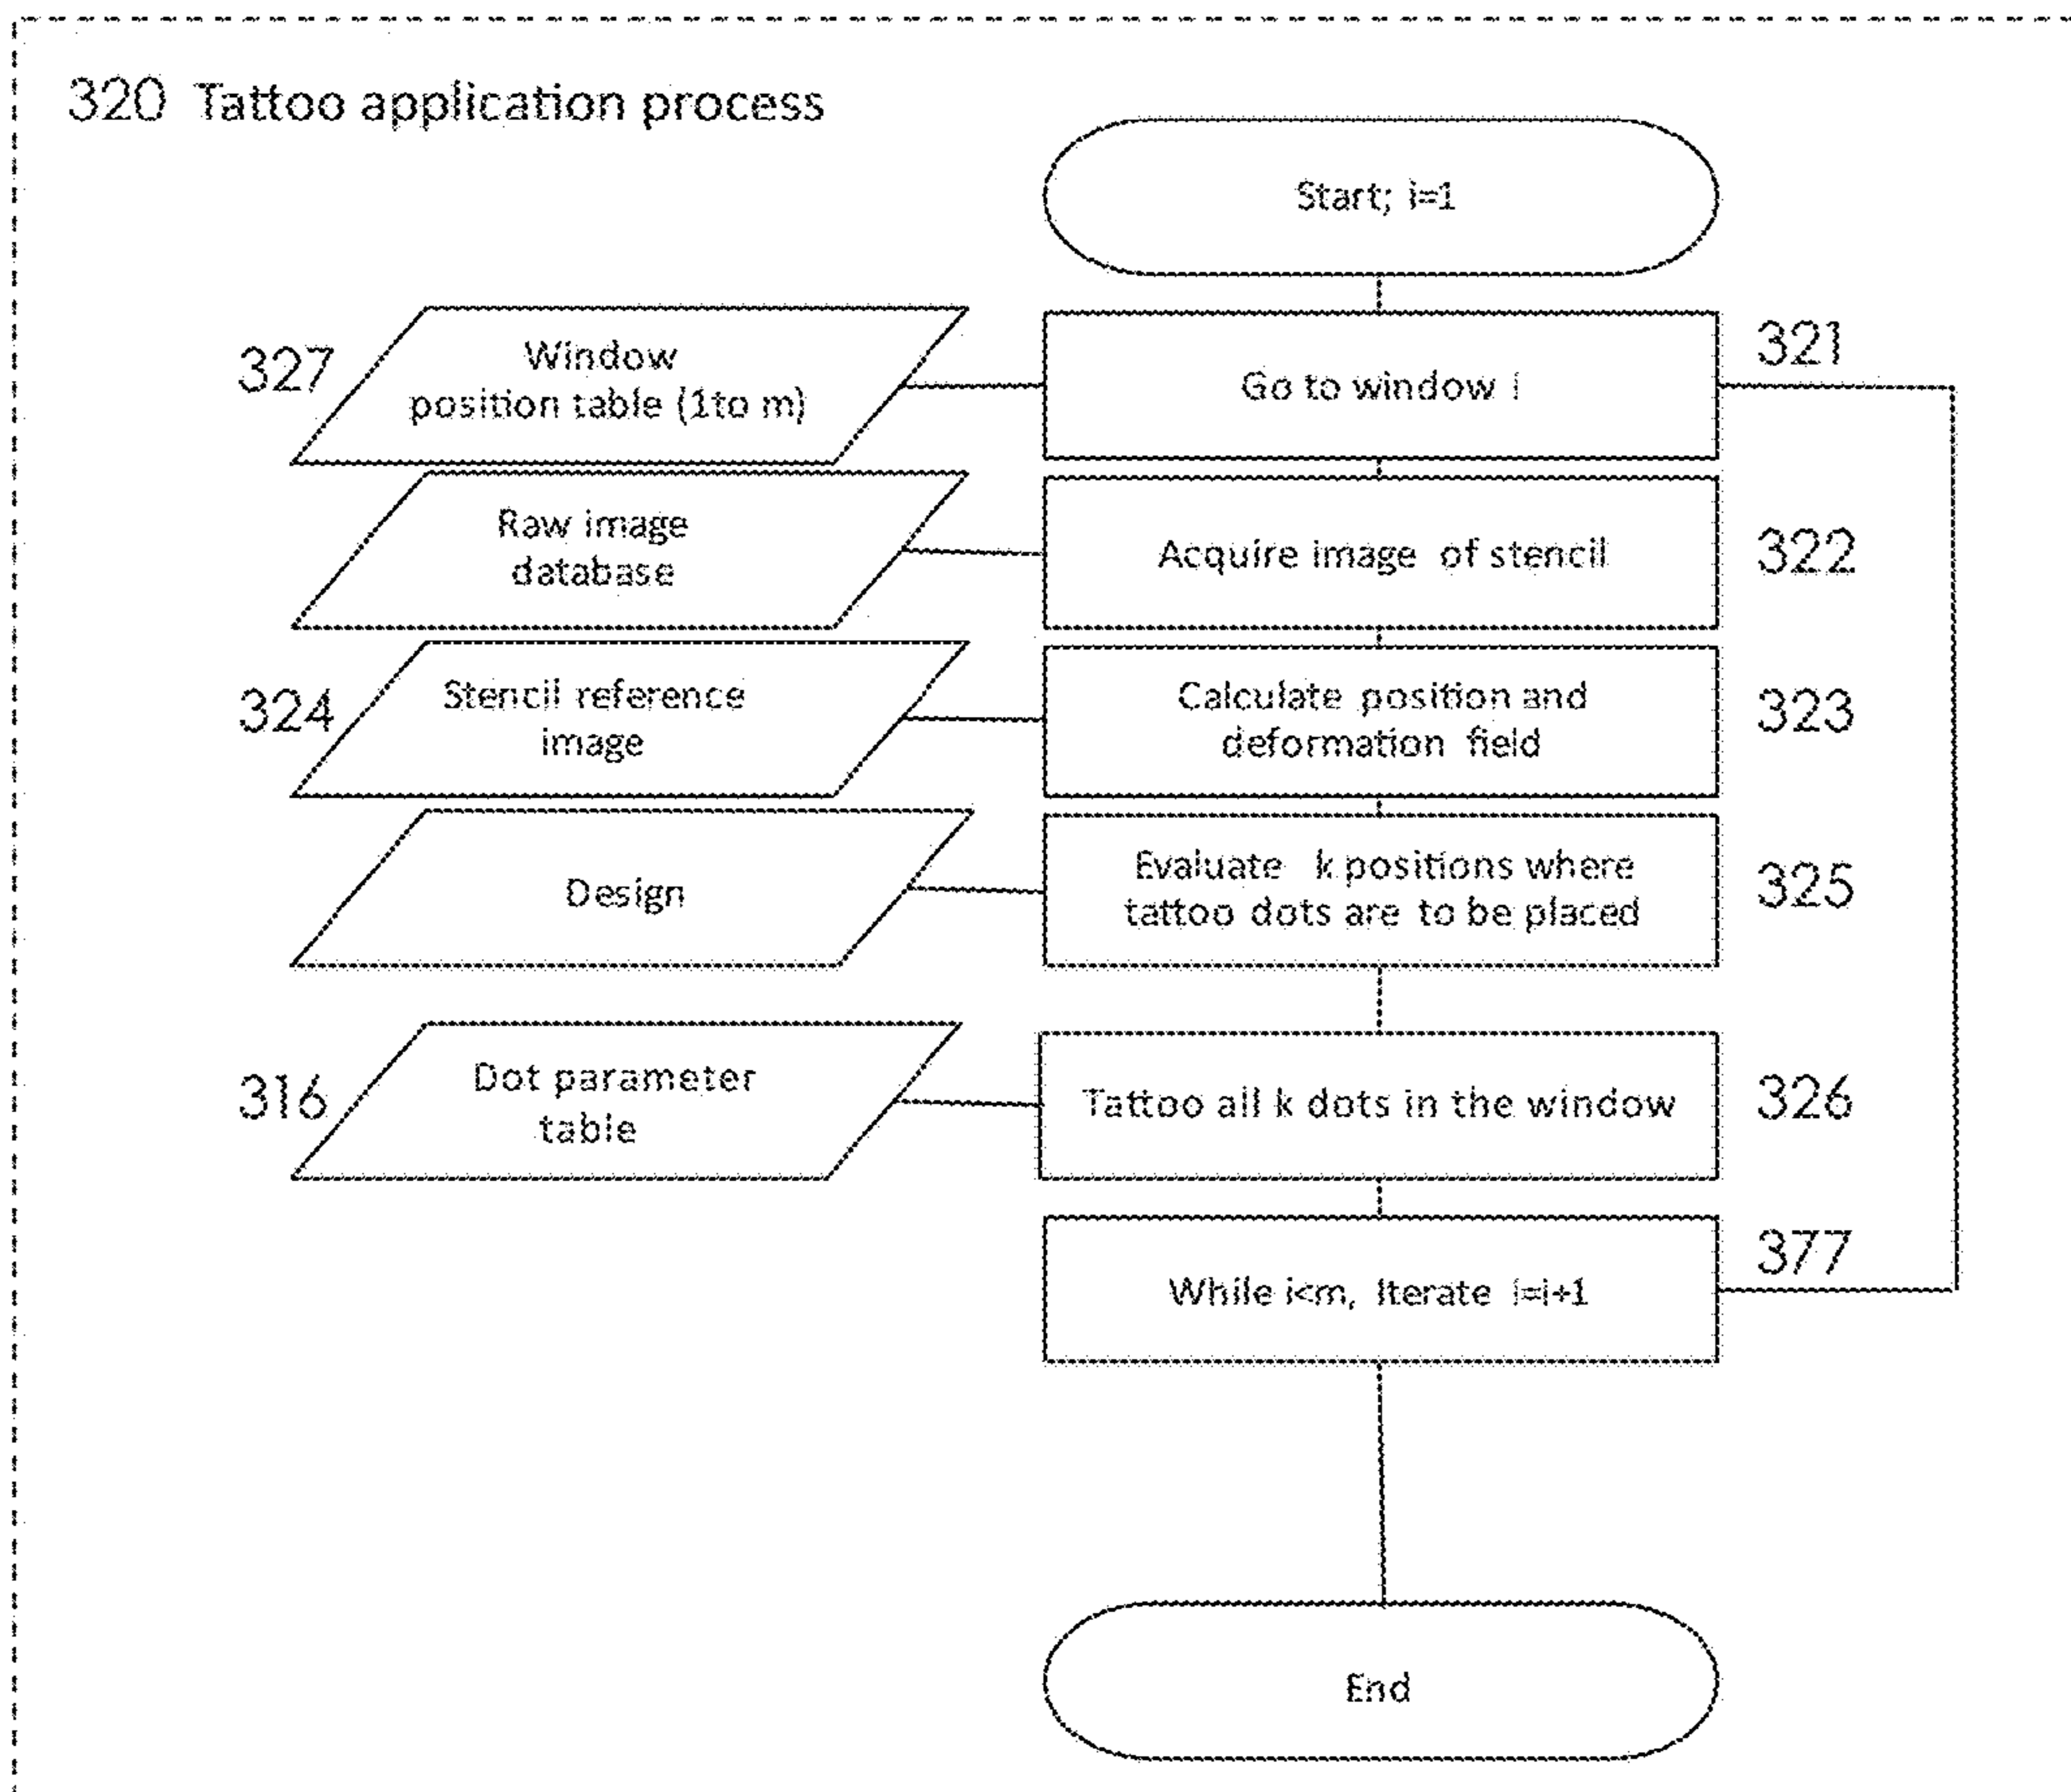 320 Tattoo application process
Start; i=1
327
Window
position table (1to m)
Go to window i
321
Raw image
database
Acquire image of stencil
322
324
Stencil reference
image
Calculate position and
deformation field
323
Design
Evaluate k positions where
tattoo dots are to be placed
325
316
Dot parameter
table
Tattoo all k dots in the window
326
While i<m, Iterate i=i+1
377
End